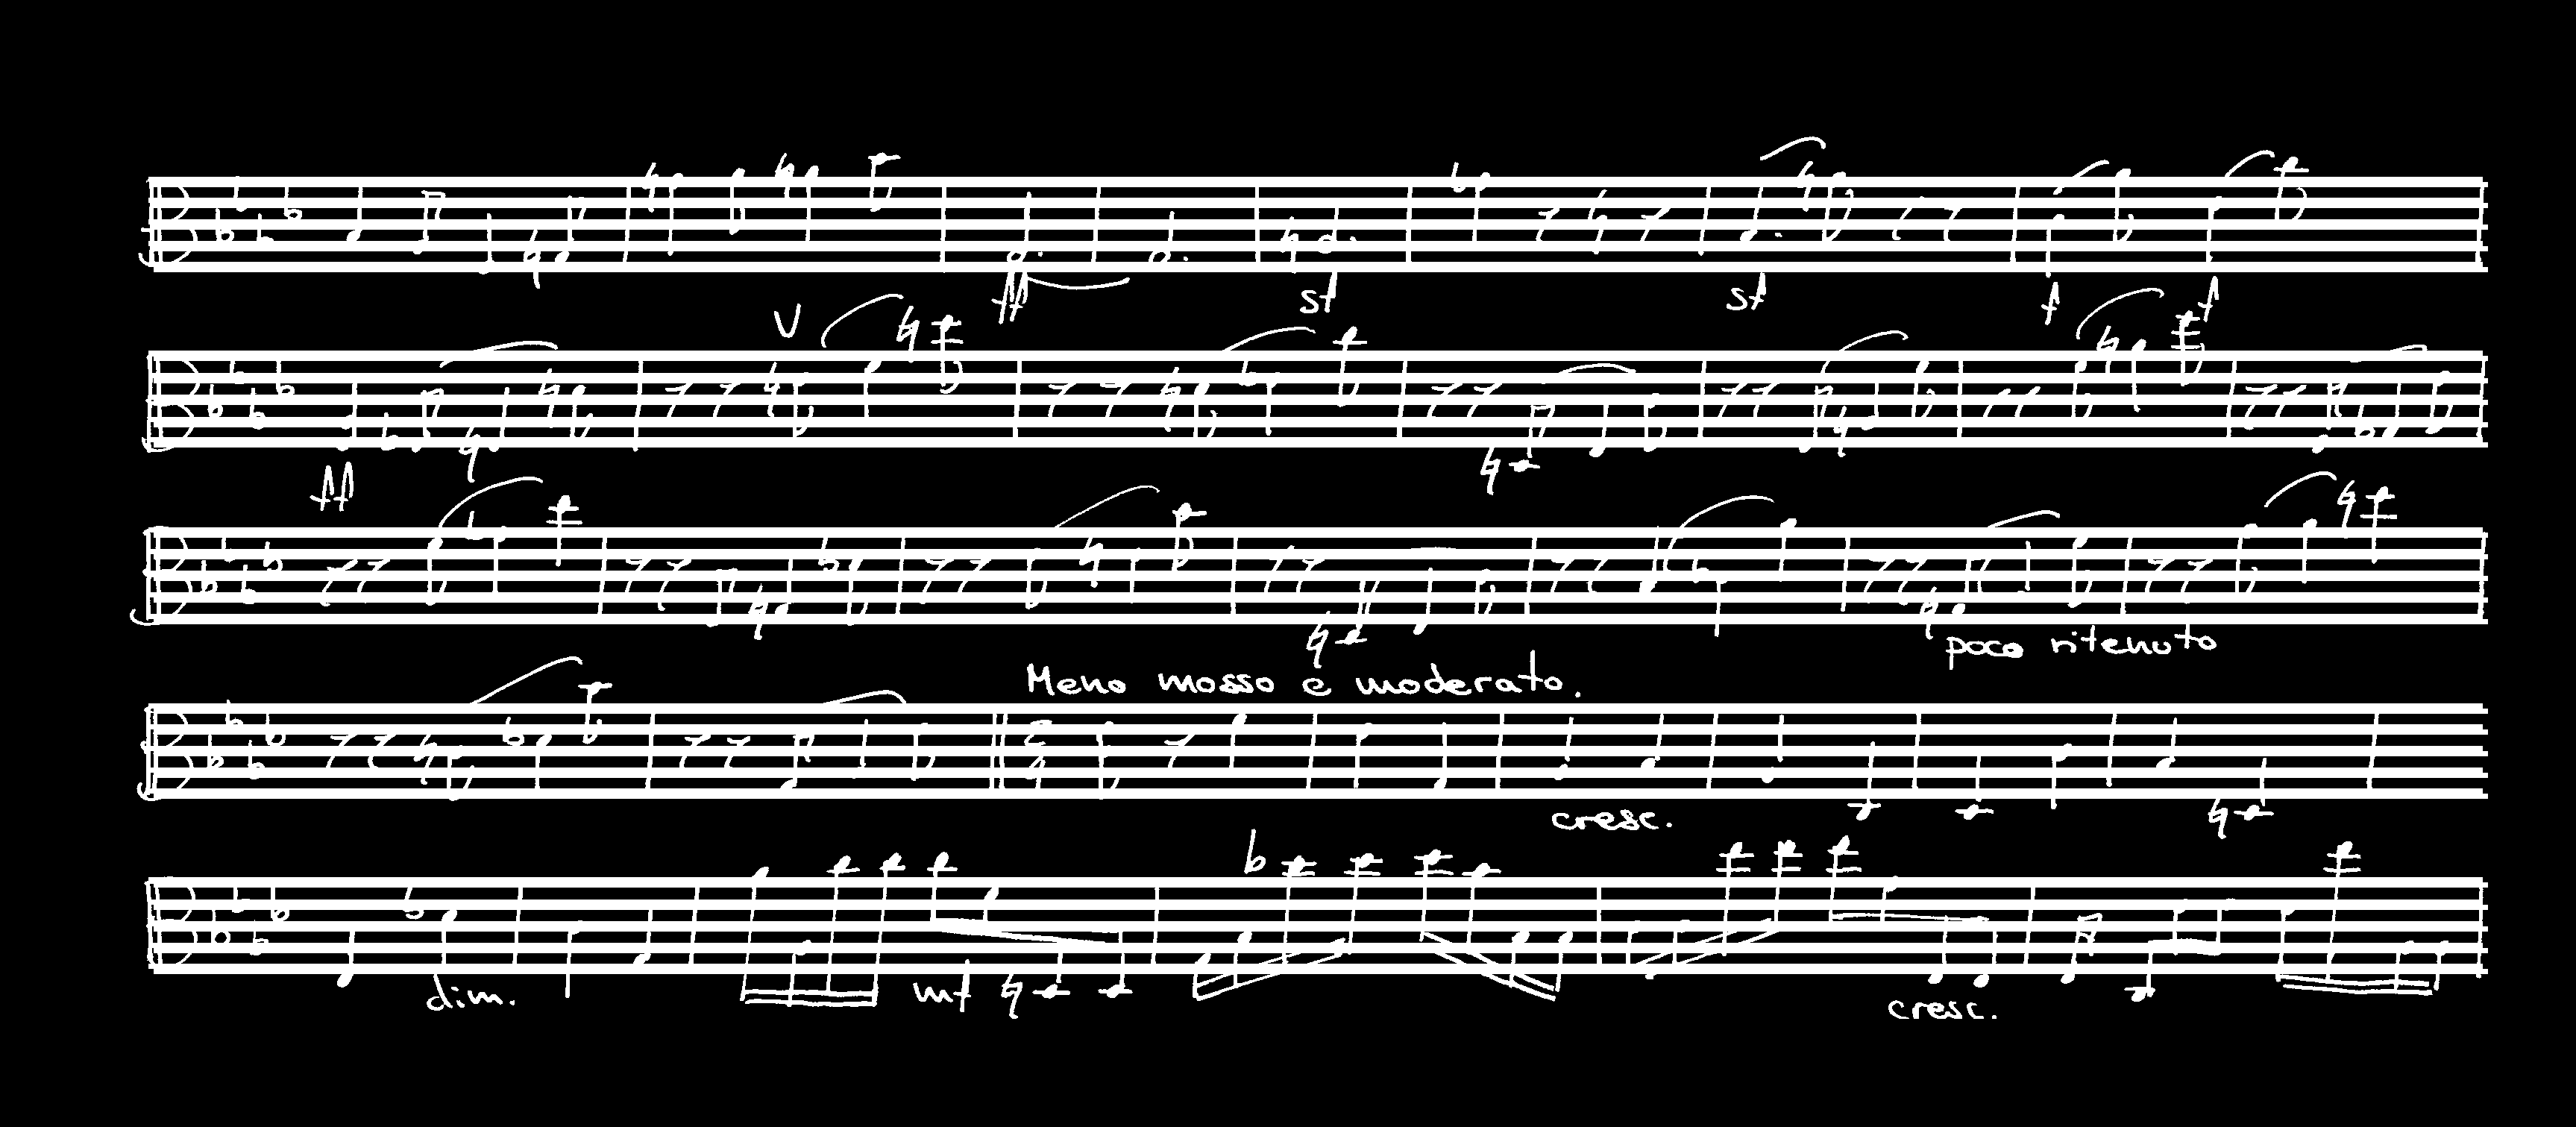 ff sf sf f f
V
ff
poco ritenuto
Meno mosso e moderato.
cresc.
dim. mf cresc.